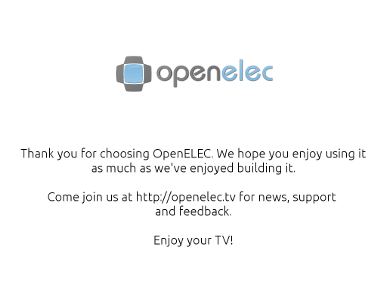 openelec
Thank you for choosing OpenELEC. We hope you enjoy using it
as much as we've enjoyed building it.
Come join us at http://openelec.tv for news, support
and feedback.
Enjoy your TV!